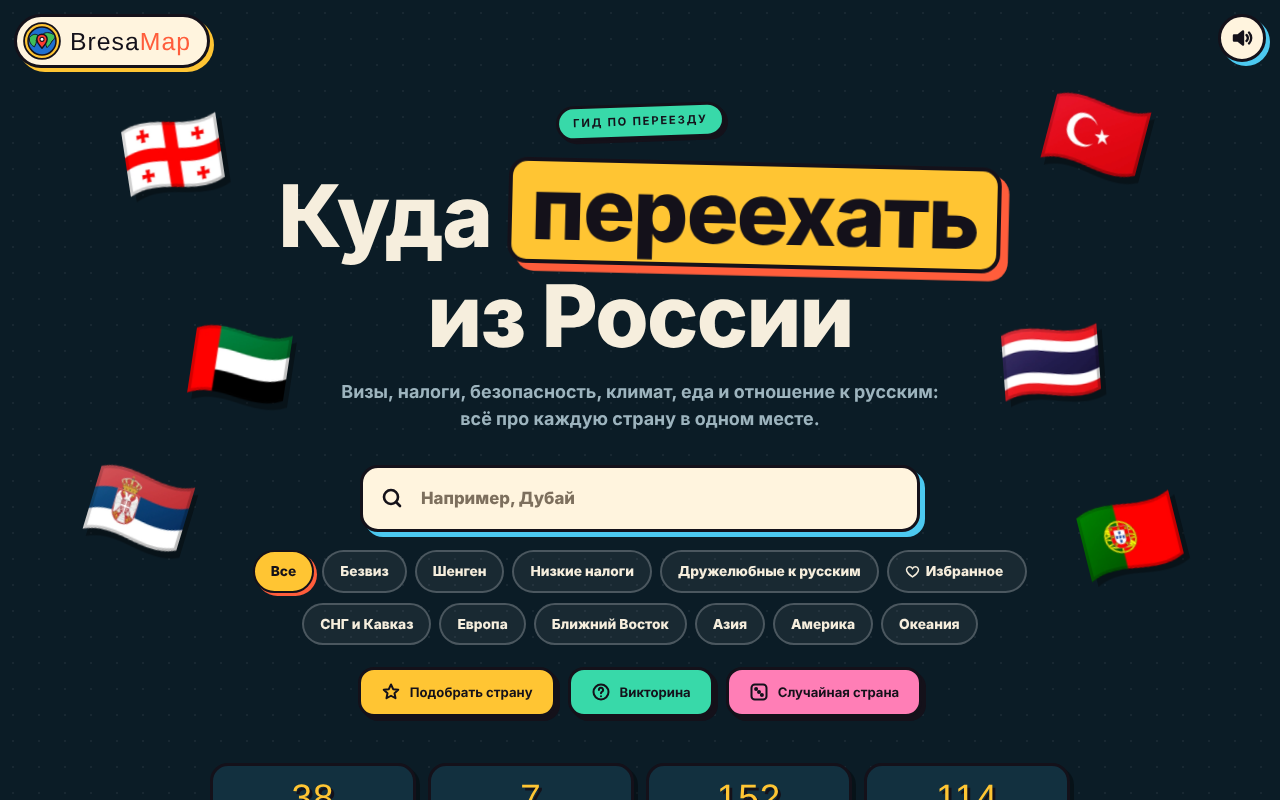 BresaMap
ГИД ПО ПЕРЕЕЗДУ
Куда переехать
из России
Визы, налоги, безопасность, климат, еда и отношение к русским:
всё про каждую страну в одном месте.
Например, Дубай
Все Безвиз Шенген Низкие налоги Дружелюбные к русским Избранное
СНГ и Кавказ Европа Ближний Восток Азия Америка Океания
Подобрать страну Викторина Случайная страна
38 7 152 114